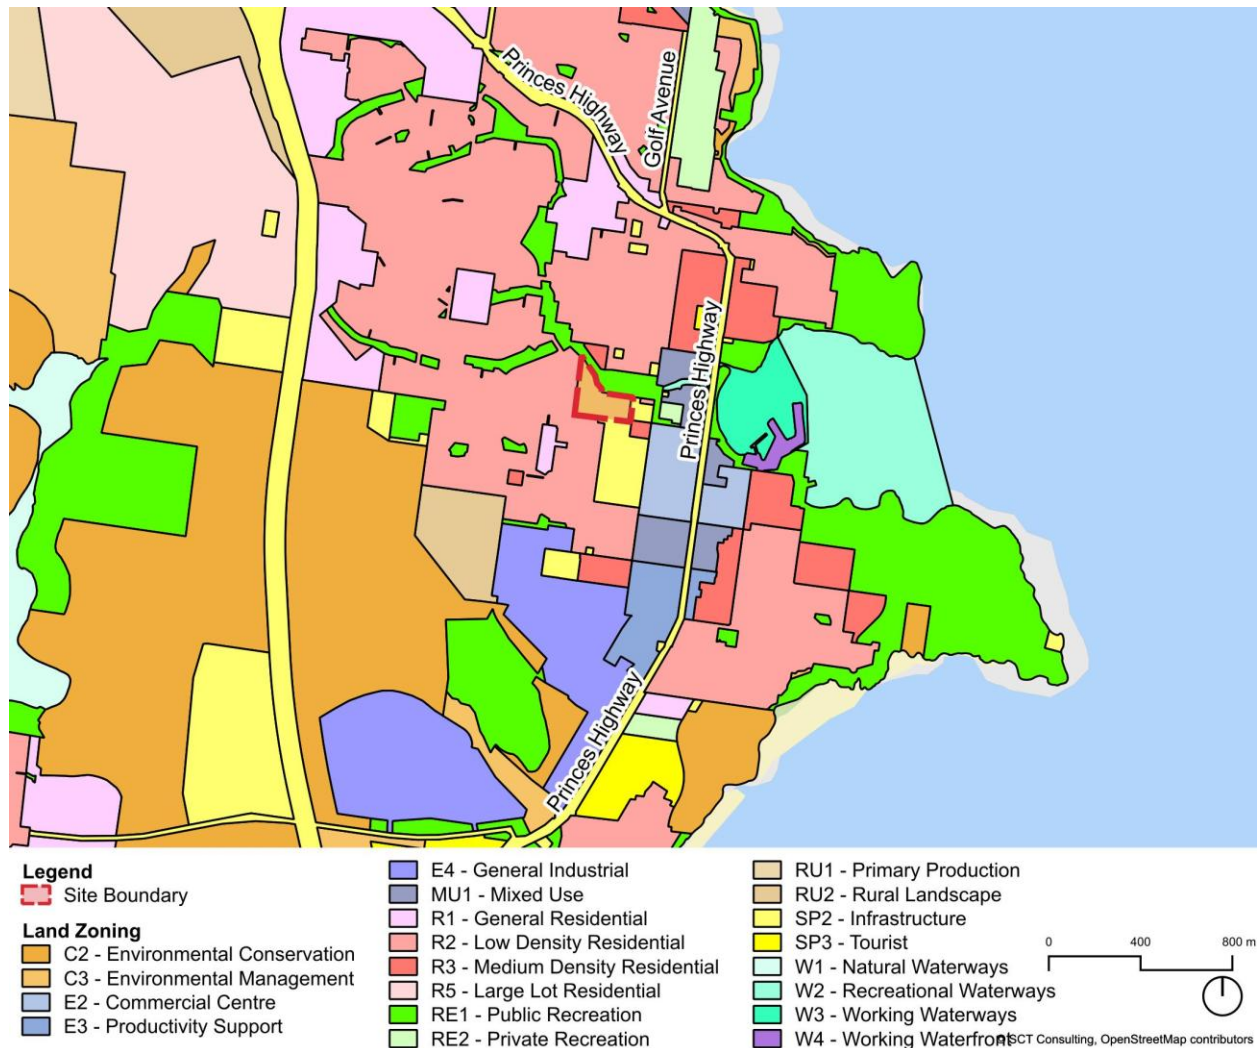 Princes Highway
Golf Avenue
Princes Highway
Princes Highway
Legend
Site Boundary
Land Zoning
C2 - Environmental Conservation
C3 - Environmental Management
E2 - Commercial Centre
E3 - Productivity Support
E4 - General Industrial
MU1 - Mixed Use
R1 - General Residential
R2 - Low Density Residential
R3 - Medium Density Residential
R5 - Large Lot Residential
RE1 - Public Recreation
RE2 - Private Recreation
RU1 - Primary Production
RU2 - Rural Landscape
SP2 - Infrastructure
SP3 - Tourist
W1 - Natural Waterways
W2 - Recreational Waterways
W3 - Working Waterways
W4 - Working Waterfront
0 400 800 m
© SCT Consulting, OpenStreetMap contributors